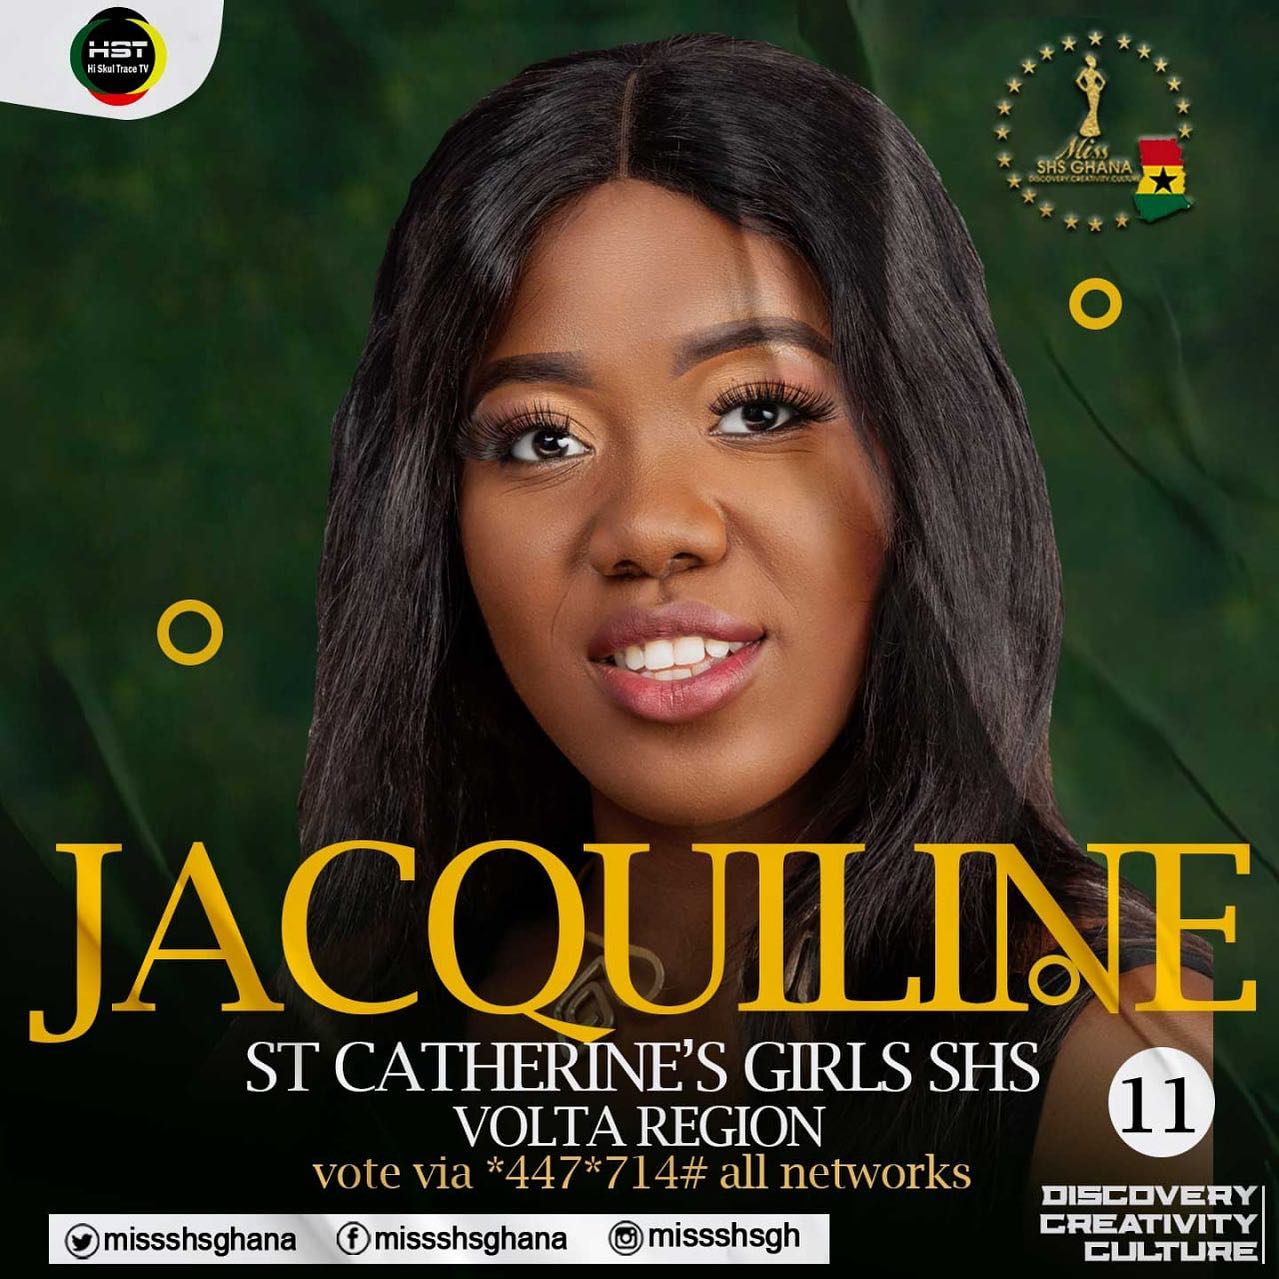 HST
Hi Skul Trace TV
Miss
SHS GHANA
DISCOVERY.CREATIVITY.CULTURE
JACQUILINE
ST CATHERINE’S GIRLS SHS
VOLTA REGION
11
vote via *447*714# all networks
missshsghana
missshsghana
missshsgh
DISCOVERY
CREATIVITY
CULTURE